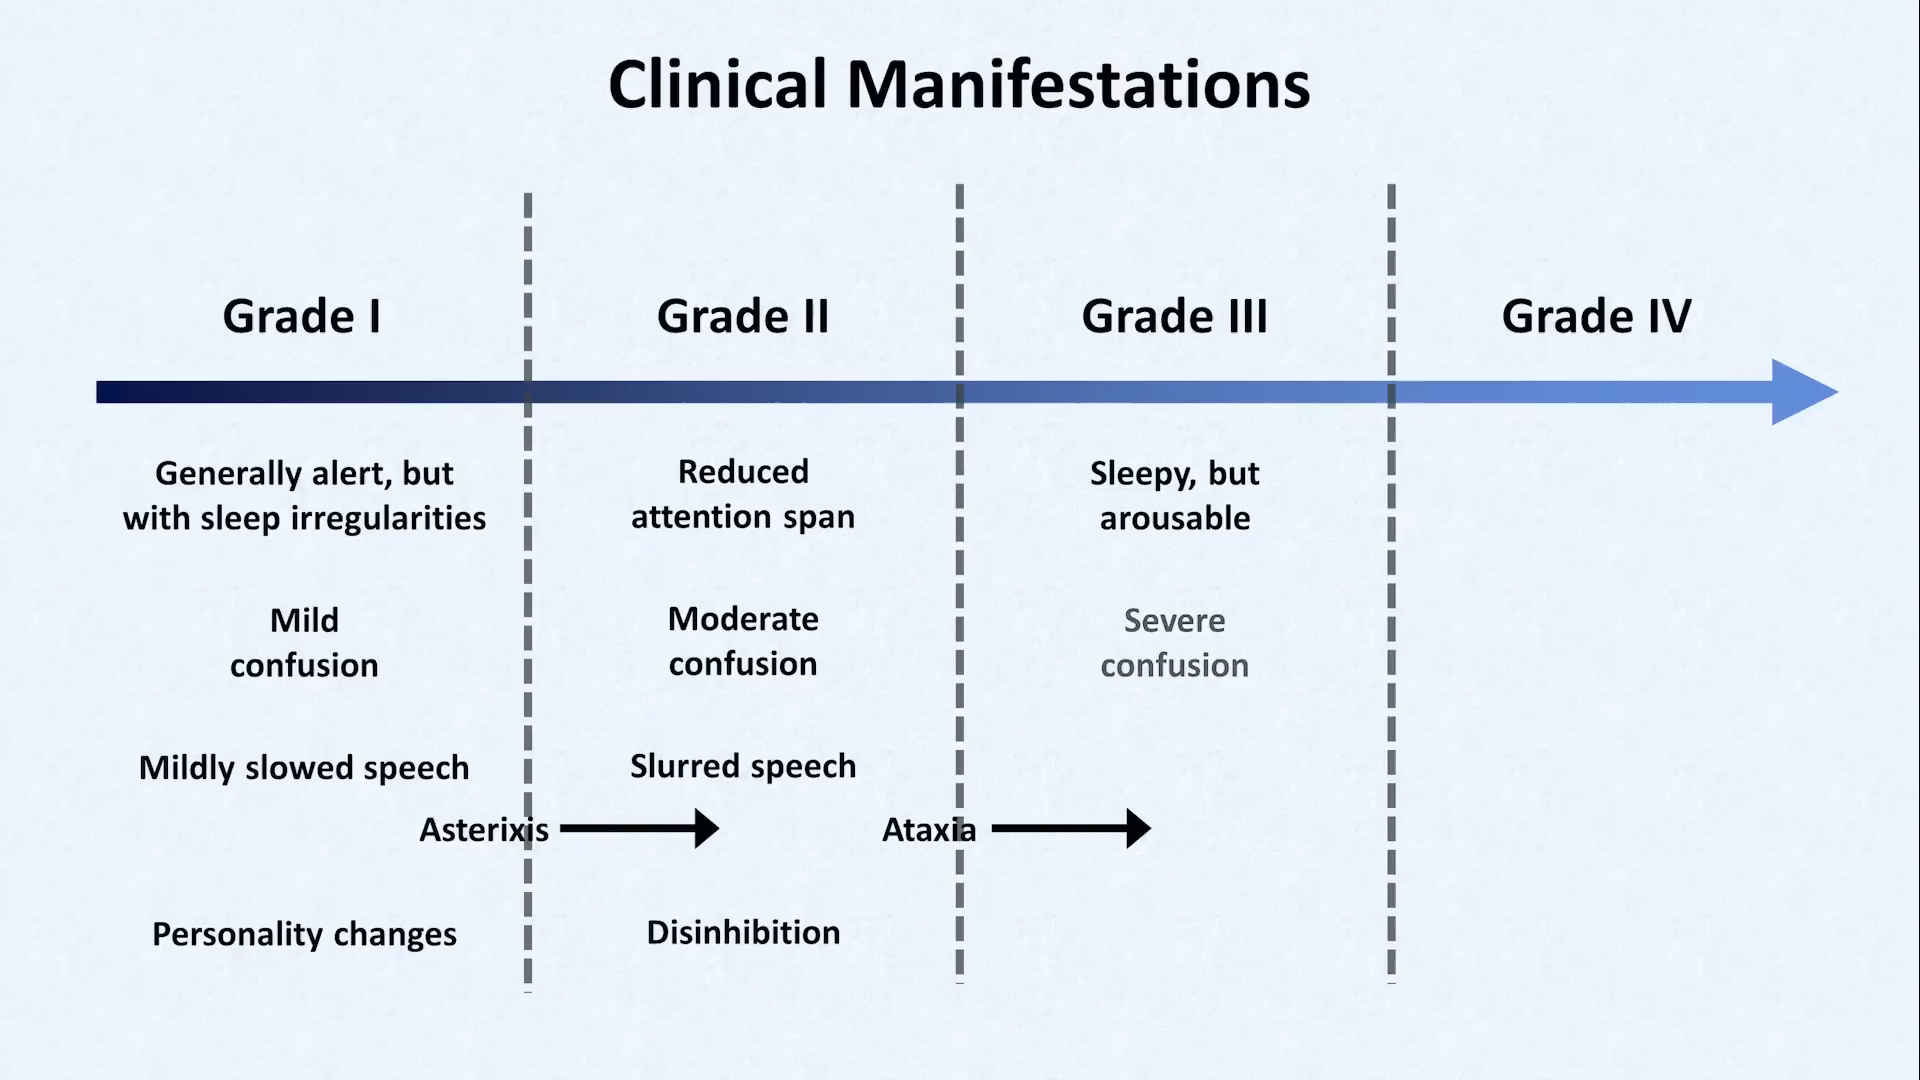 Clinical Manifestations
Grade I
Grade II
Grade III
Grade IV
Generally alert, but
with sleep irregularities
Reduced
attention span
Sleepy, but
arousable
Mild
confusion
Moderate
confusion
Severe
confusion
Mildly slowed speech
Slurred speech
Asterixis
Ataxia
Personality changes
Disinhibition